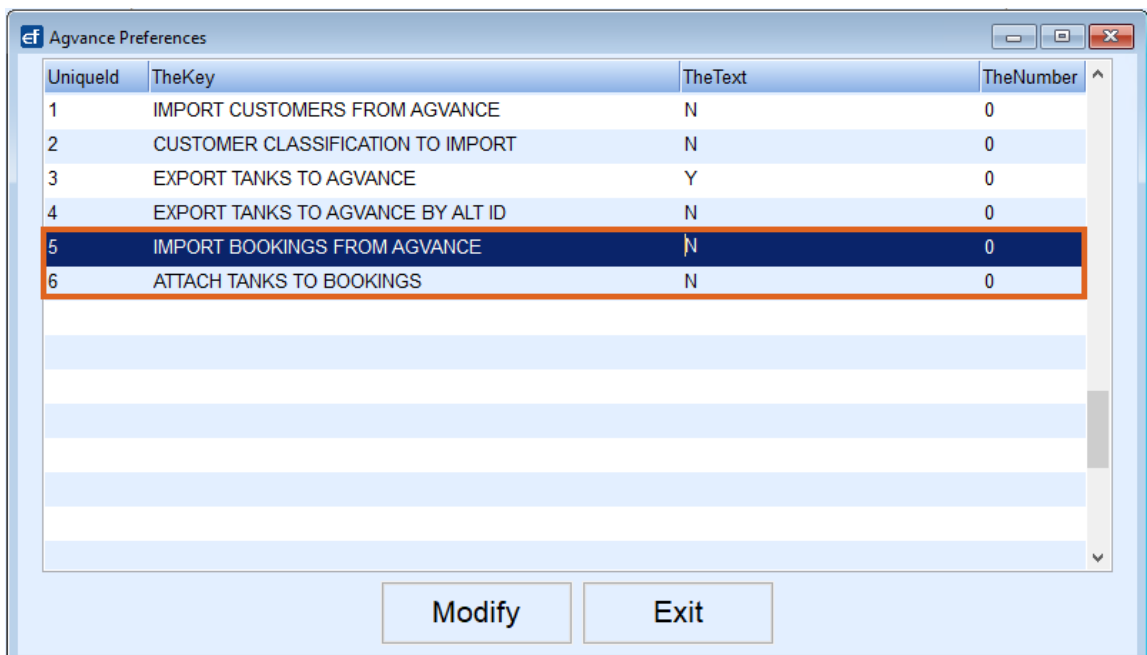 ef Agvance Preferences
UniqueId TheKey TheText TheNumber
1 IMPORT CUSTOMERS FROM AGVANCE N 0
2 CUSTOMER CLASSIFICATION TO IMPORT N 0
3 EXPORT TANKS TO AGVANCE Y 0
4 EXPORT TANKS TO AGVANCE BY ALT ID N 0
5 IMPORT BOOKINGS FROM AGVANCE N 0
6 ATTACH TANKS TO BOOKINGS N 0
Modify Exit